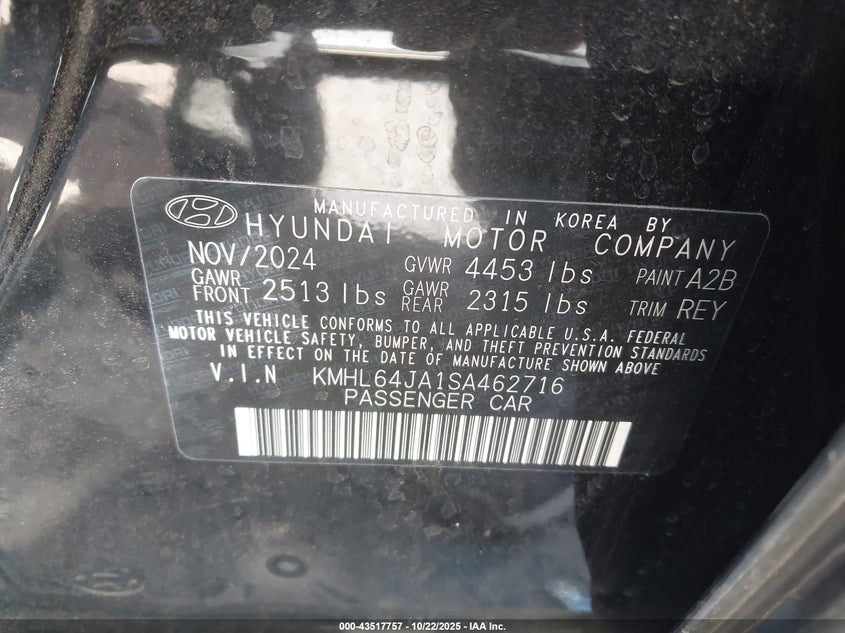 MANUFACTURED IN KOREA BY
HYUNDAI MOTOR COMPANY
NOV/2024 GVWR 4453 lbs PAINT A2B
GAWR FRONT 2513 lbs GAWR REAR 2315 lbs TRIM REY
THIS VEHICLE CONFORMS TO ALL APPLICABLE U.S.A. FEDERAL
MOTOR VEHICLE SAFETY, BUMPER, AND THEFT PREVENTION STANDARDS
IN EFFECT ON THE DATE OF MANUFACTURE SHOWN ABOVE
V.I.N KMHL64JA1SA462716
PASSENGER CAR
000-43517757 - 10/22/2025 - IAA Inc.